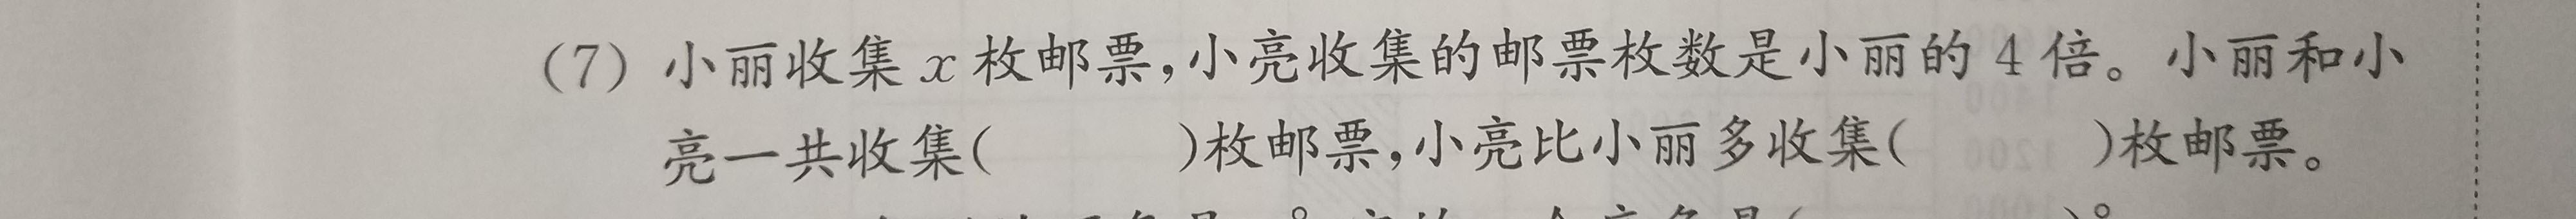 (7) 小丽收集 x 枚邮票,小亮收集的邮票枚数是小丽的 4 倍。小丽和小
亮一共收集(    )枚邮票,小亮比小丽多收集(    )枚邮票。